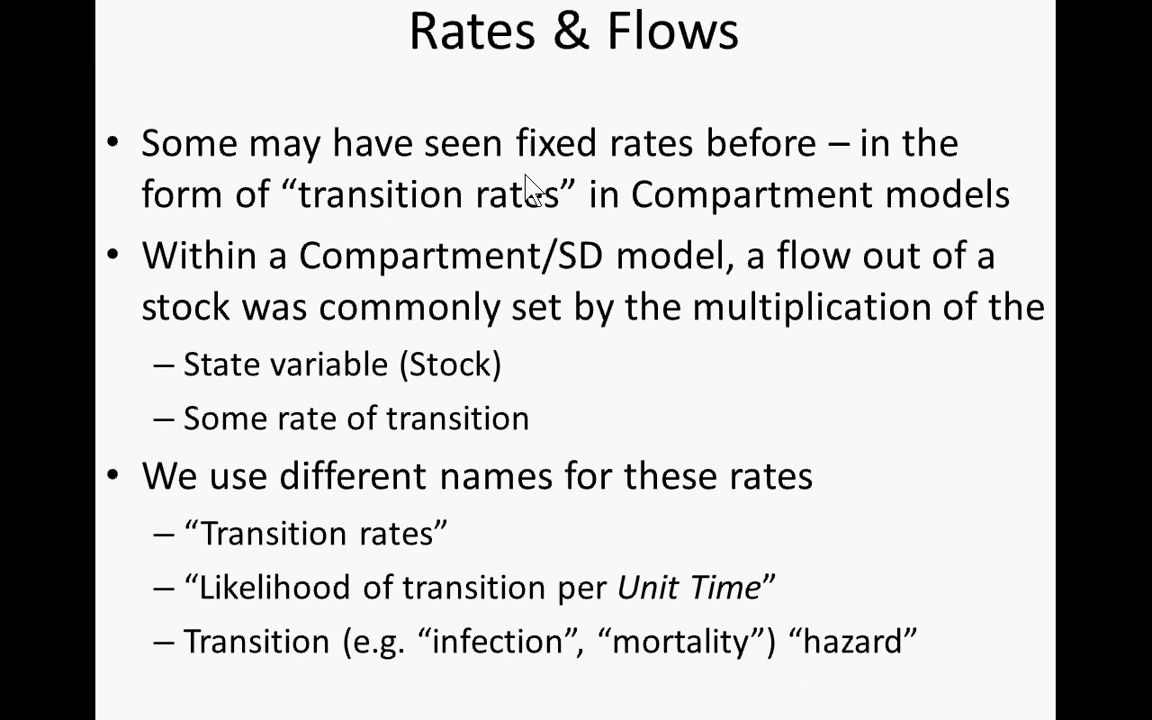 Rates & Flows
• Some may have seen fixed rates before – in the
form of “transition rates” in Compartment models
• Within a Compartment/SD model, a flow out of a
stock was commonly set by the multiplication of the
– State variable (Stock)
– Some rate of transition
• We use different names for these rates
– “Transition rates”
– “Likelihood of transition per Unit Time”
– Transition (e.g. “infection”, “mortality”) “hazard”